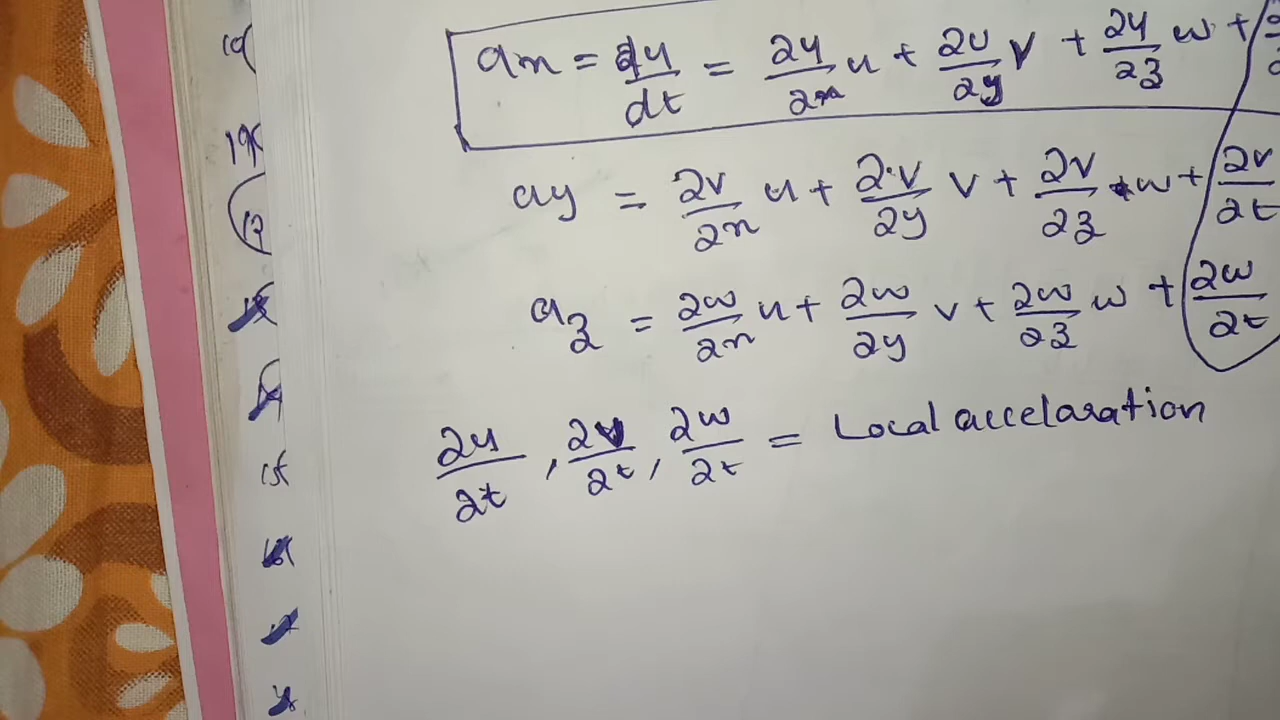 ax = du/dt = ∂u/∂x u + ∂u/∂y v + ∂u/∂z w +
ay = ∂v/∂x u + ∂v/∂y v + ∂v/∂z w + ∂v/∂t
az = ∂w/∂x u + ∂w/∂y v + ∂w/∂z w + ∂w/∂t
∂u/∂t, ∂v/∂t, ∂w/∂t = Local accelaration